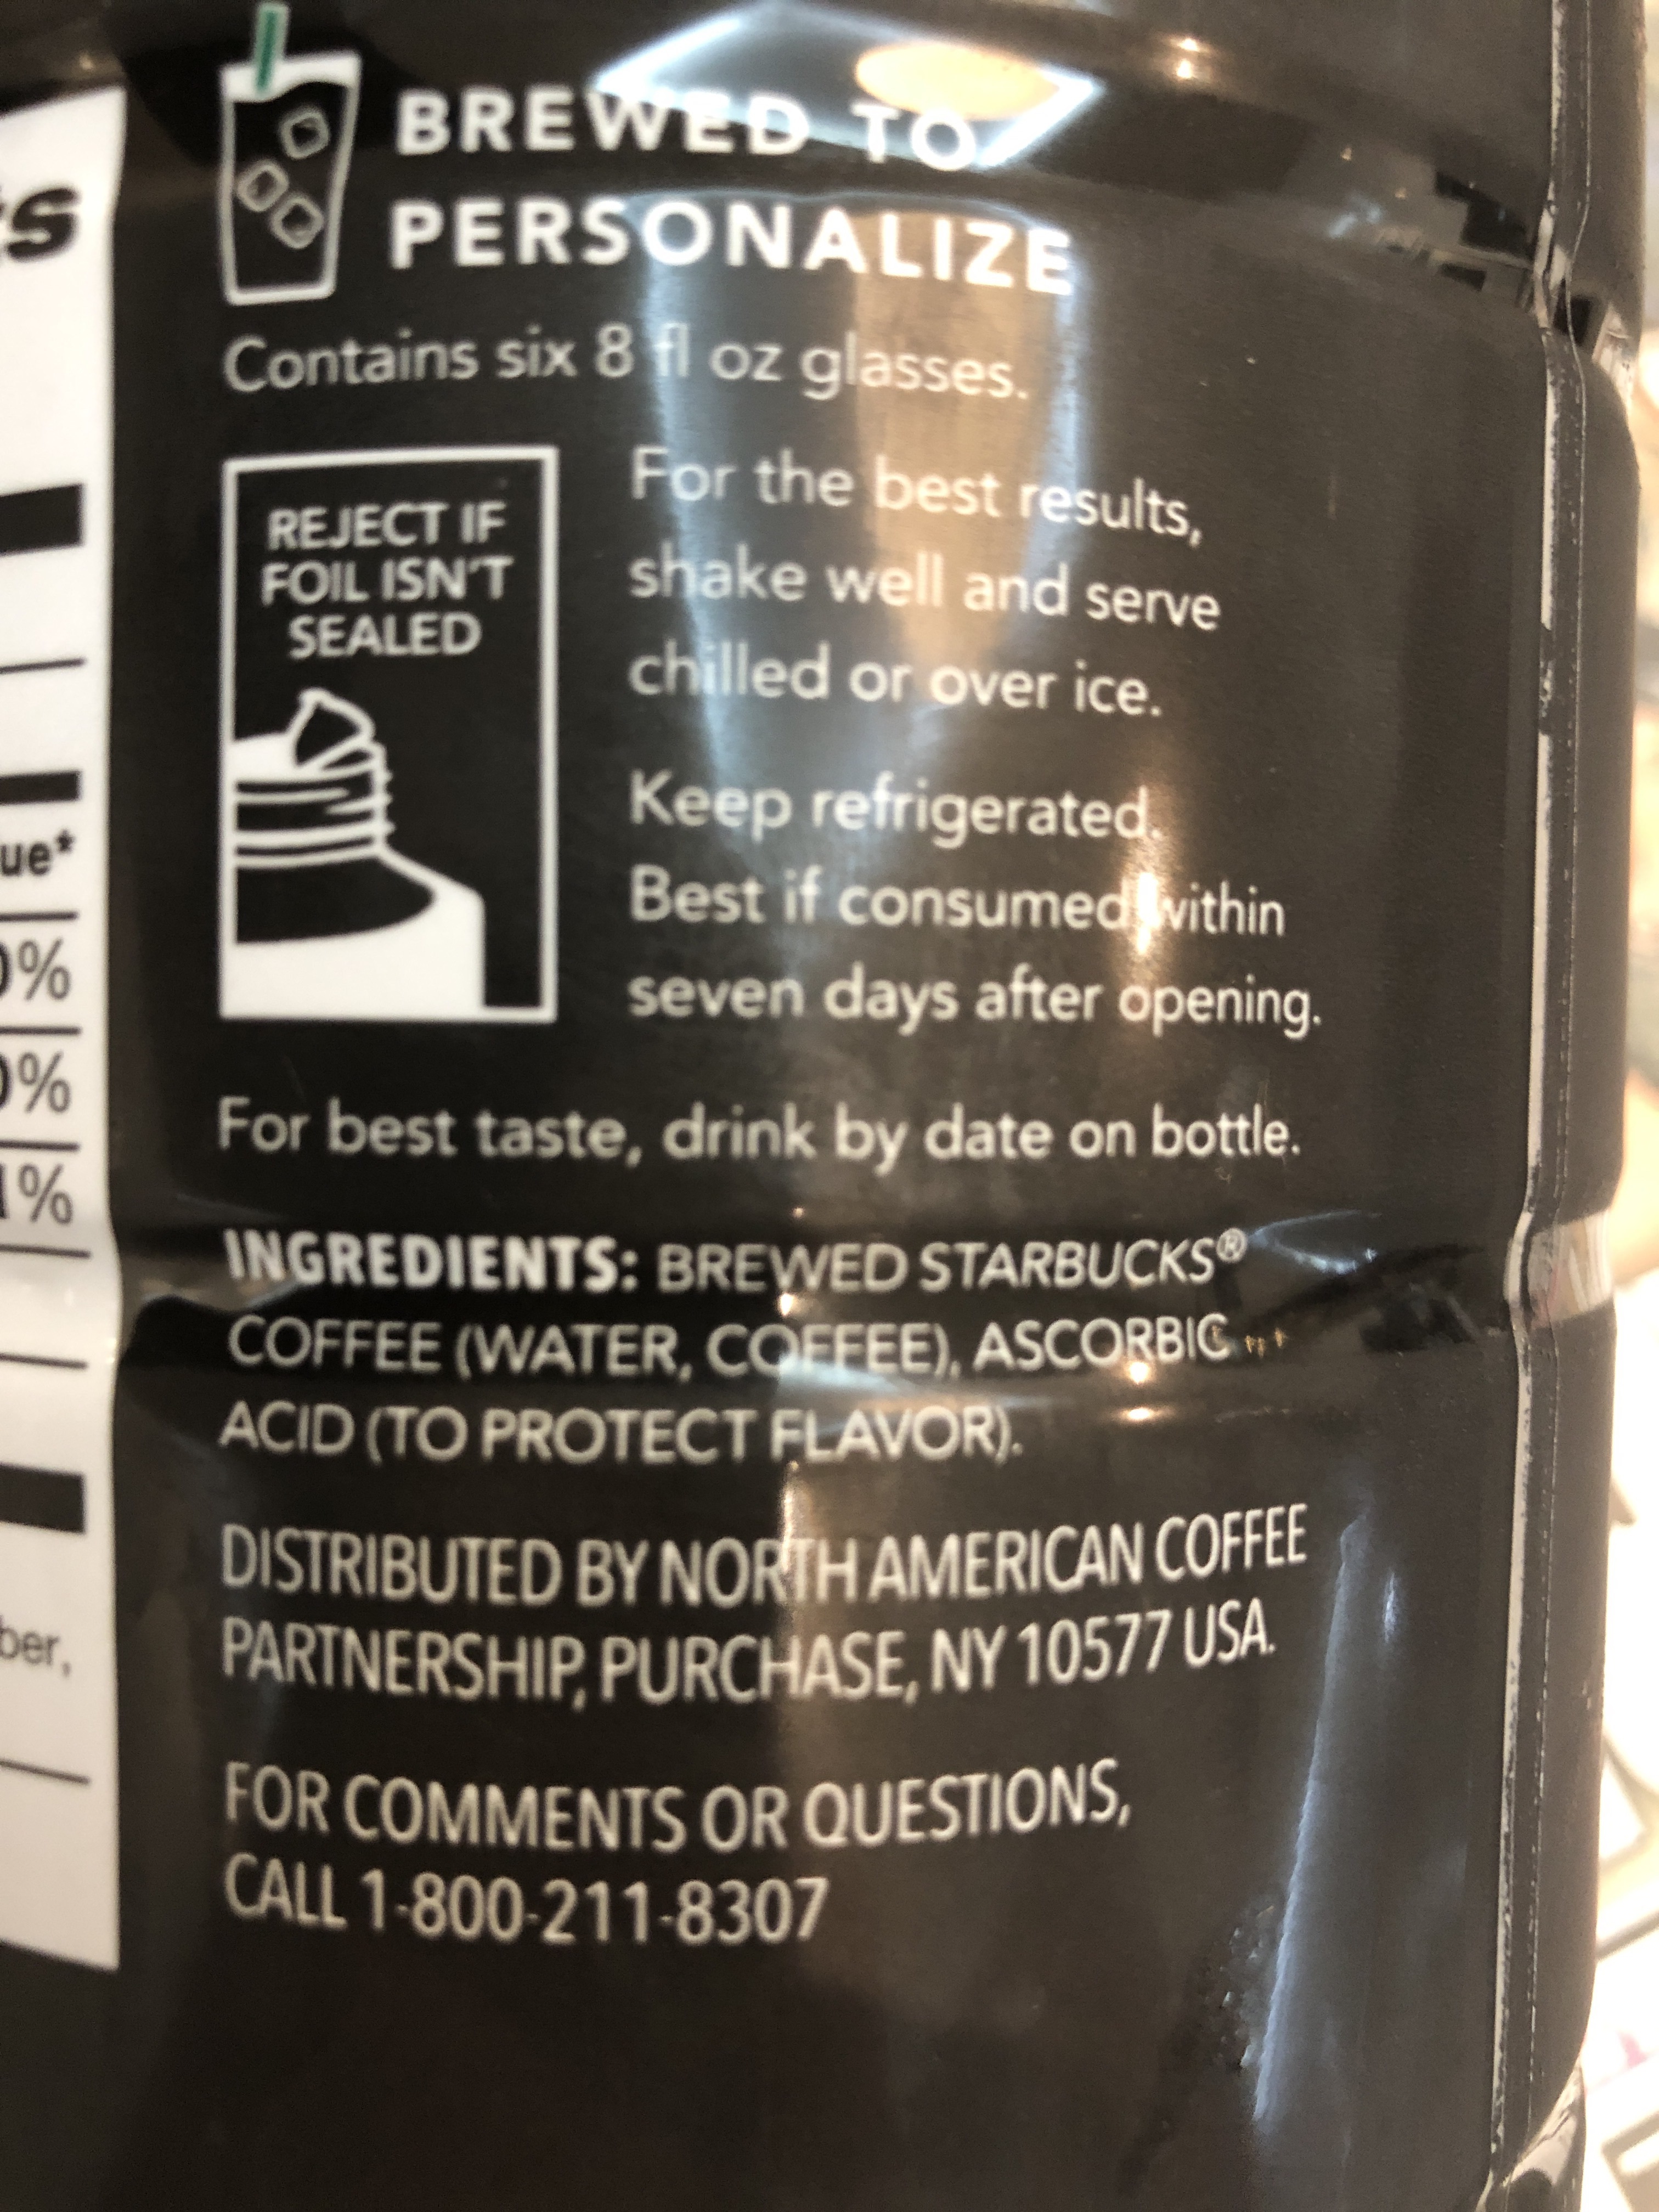 BREWED TO
PERSONALIZE
Contains six 8 fl oz glasses.
REJECT IF
FOIL ISN'T
SEALED
For the best results,
shake well and serve
chilled or over ice.
Keep refrigerated.
Best if consumed within
seven days after opening.
For best taste, drink by date on bottle.
INGREDIENTS: BREWED STARBUCKS®
COFFEE (WATER, COFFEE), ASCORBIC
ACID (TO PROTECT FLAVOR).
DISTRIBUTED BY NORTH AMERICAN COFFEE
PARTNERSHIP, PURCHASE, NY 10577 USA.
FOR COMMENTS OR QUESTIONS,
CALL 1-800-211-8307